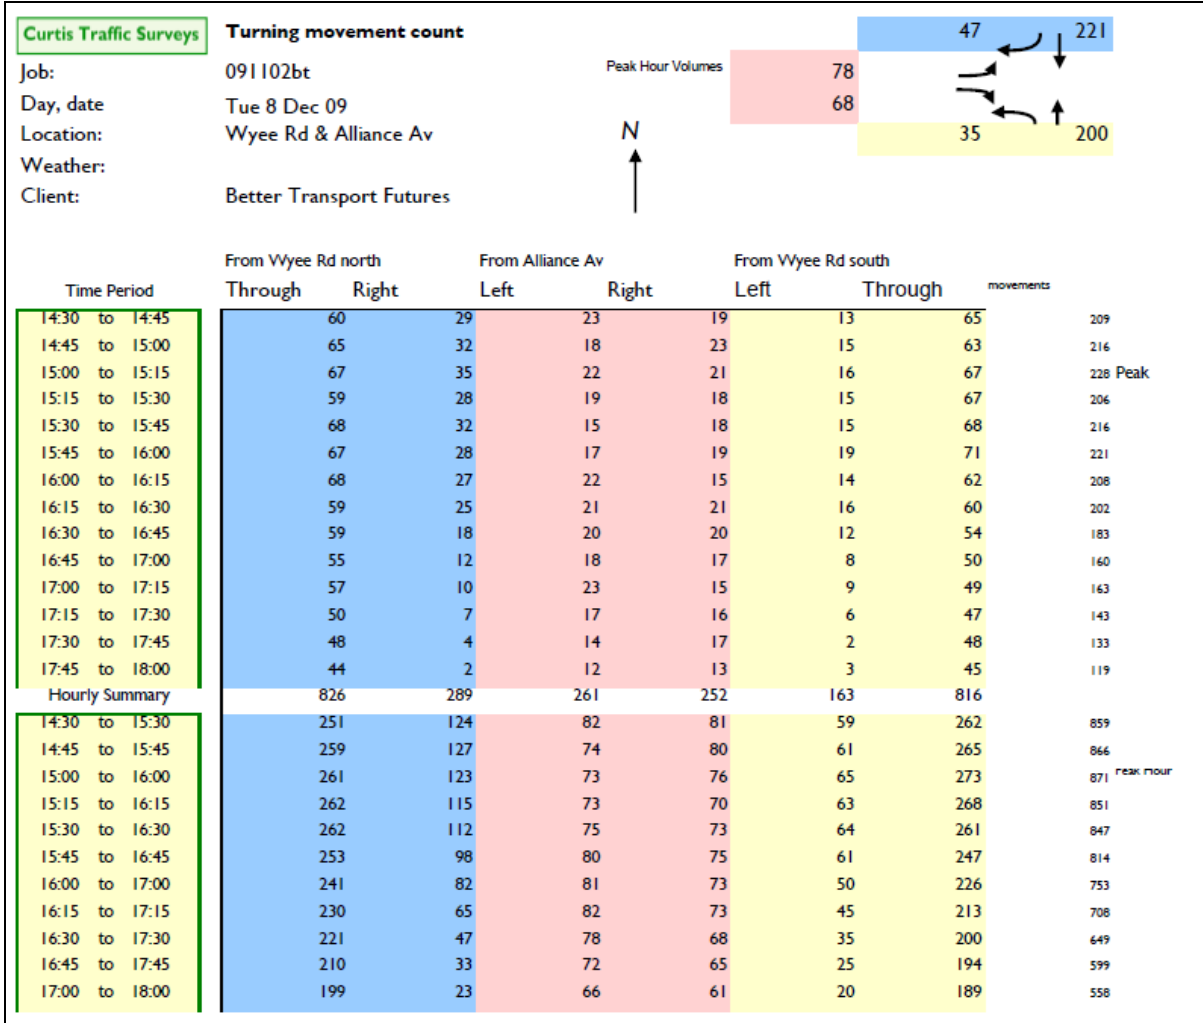 Curtis Traffic Surveys Turning movement count 47 221
Job: 091102bt Peak Hour Volumes 78
Day, date Tue 8 Dec 09 68
Location: Wyee Rd & Alliance Av N 35 200
Weather:
Client: Better Transport Futures
From Wyee Rd north From Alliance Av From Wyee Rd south
Time Period Through Right Left Right Left Through movements
14:30 to 14:45 60 29 23 19 13 65 209
14:45 to 15:00 65 32 18 23 15 63 216
15:00 to 15:15 67 35 22 21 16 67 228 Peak
15:15 to 15:30 59 28 19 18 15 67 206
15:30 to 15:45 68 32 15 18 15 68 216
15:45 to 16:00 67 28 17 19 19 71 221
16:00 to 16:15 68 27 22 15 14 62 208
16:15 to 16:30 59 25 21 21 16 60 202
16:30 to 16:45 59 18 20 20 12 54 183
16:45 to 17:00 55 12 18 17 8 50 160
17:00 to 17:15 57 10 23 15 9 49 163
17:15 to 17:30 50 7 17 16 6 47 143
17:30 to 17:45 48 4 14 17 2 48 133
17:45 to 18:00 44 2 12 13 3 45 119
Hourly Summary 826 289 261 252 163 816
14:30 to 15:30 251 124 82 81 59 262 859
14:45 to 15:45 259 127 74 80 61 265 866
15:00 to 16:00 261 123 73 76 65 273 871 Peak Hour
15:15 to 16:15 262 115 73 70 63 268 851
15:30 to 16:30 262 112 75 73 64 261 847
15:45 to 16:45 253 98 80 75 61 247 814
16:00 to 17:00 241 82 81 73 50 226 753
16:15 to 17:15 230 65 82 73 45 213 708
16:30 to 17:30 221 47 78 68 35 200 649
16:45 to 17:45 210 33 72 65 25 194 599
17:00 to 18:00 199 23 66 61 20 189 558